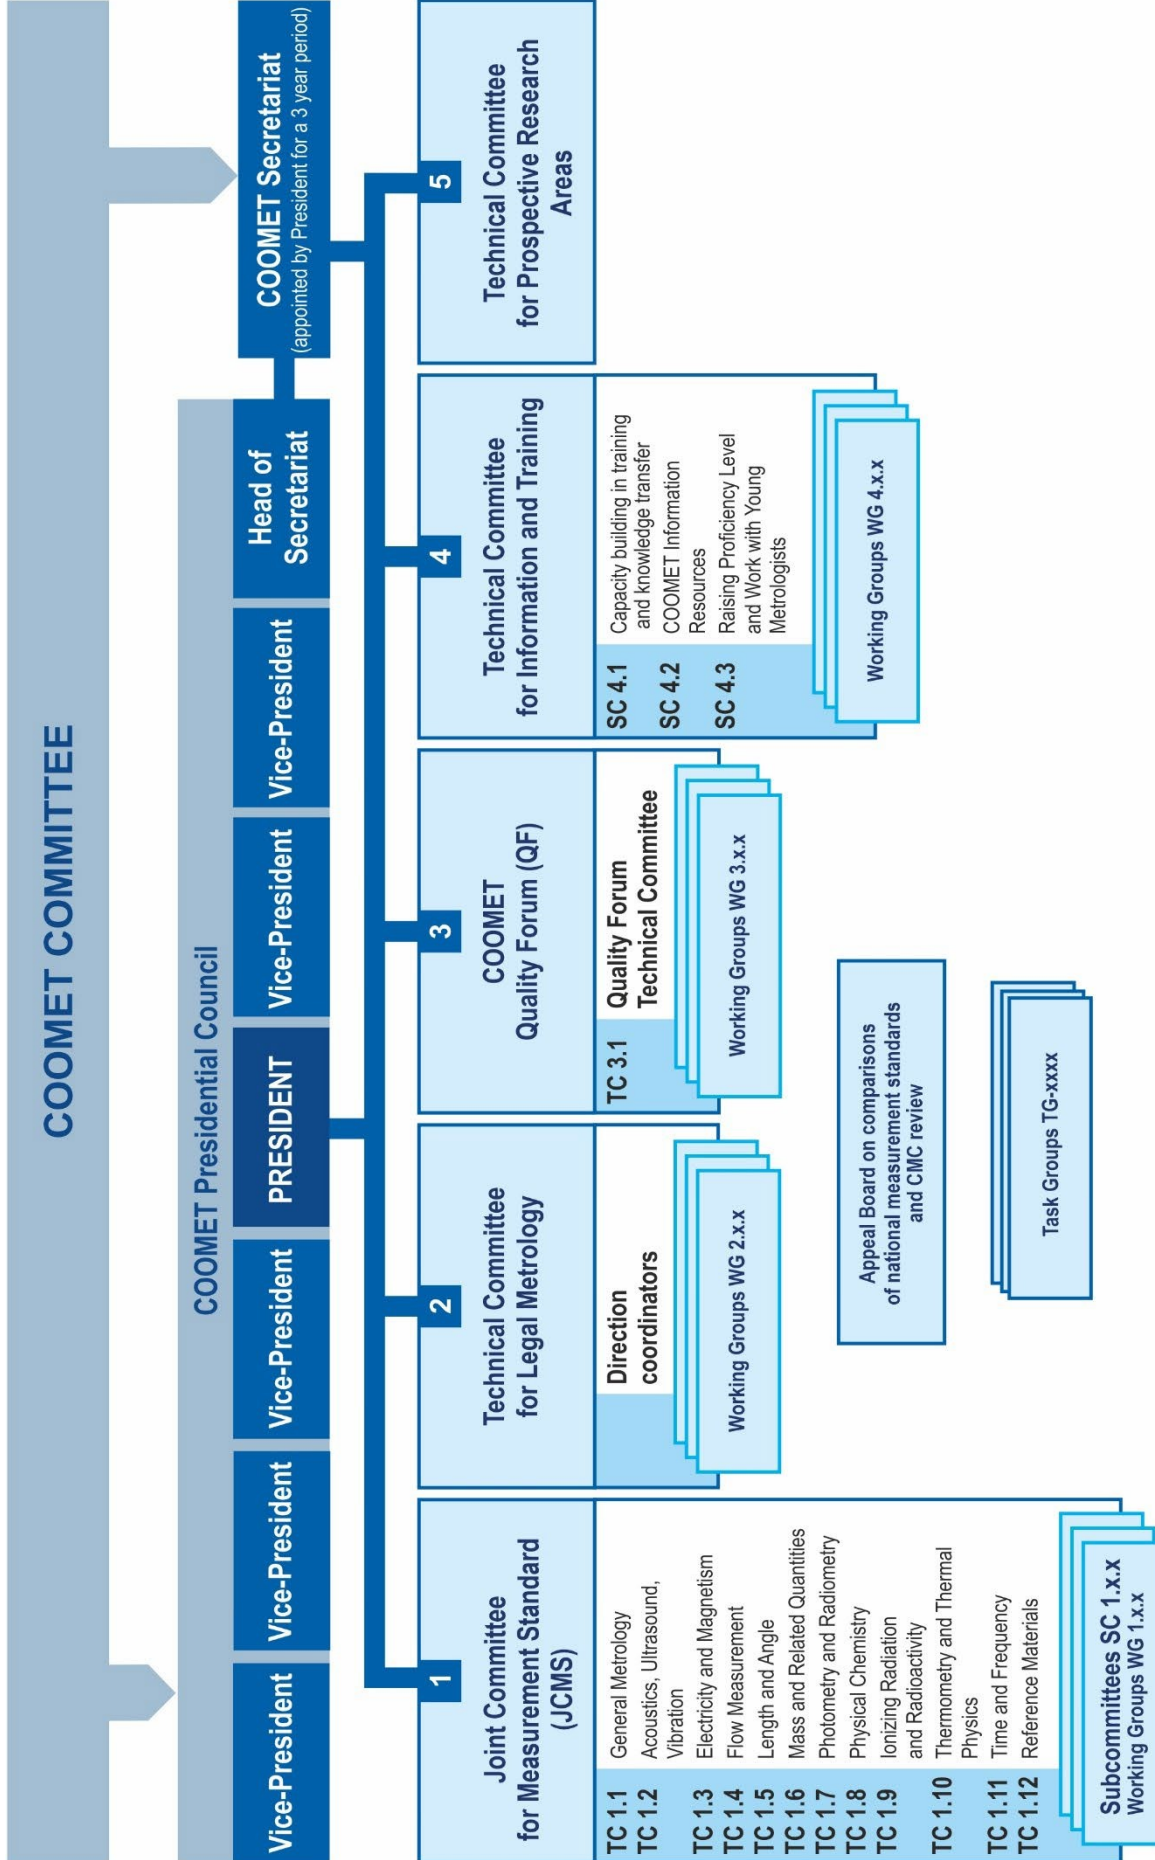 COOMET COMMITTEE
COOMET Presidential Council
Vice-President
Vice-President
Vice-President
PRESIDENT
Vice-President
Vice-President
Head of
Secretariat
COOMET Secretariat
(appointed by President for a 3 year period)
1
Joint Committee
for Measurement Standard
(JCMS)
TC 1.1 General Metrology
TC 1.2 Acoustics, Ultrasound,
Vibration
TC 1.3 Electricity and Magnetism
TC 1.4 Flow Measurement
TC 1.5 Length and Angle
TC 1.6 Mass and Related Quantities
TC 1.7 Photometry and Radiometry
TC 1.8 Physical Chemistry
TC 1.9 Ionizing Radiation
and Radioactivity
TC 1.10 Thermometry and Thermal
Physics
TC 1.11 Time and Frequency
TC 1.12 Reference Materials
Subcommittees SC 1.x.x
Working Groups WG 1.x.x
2
Technical Committee
for Legal Metrology
Direction
coordinators
Working Groups WG 2.x.x
3
COOMET
Quality Forum (QF)
TC 3.1 Quality Forum
Technical Committee
Working Groups WG 3.x.x
4
Technical Committee
for Information and Training
SC 4.1 Capacity building in training
and knowledge transfer
SC 4.2 COOMET Information
Resources
SC 4.3 Raising Proficiency Level
and Work with Young
Metrologists
Working Groups WG 4.x.x
5
Technical Committee
for Prospective Research
Areas
Appeal Board on comparisons
of national measurement standards
and CMC review
Task Groups TG-xxxx